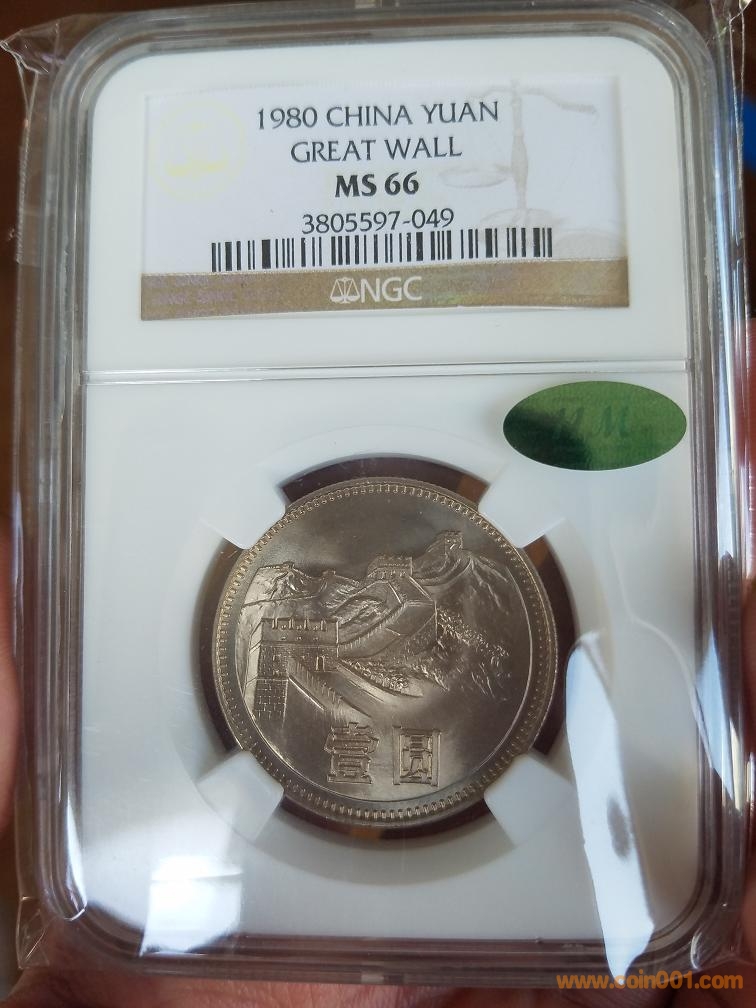 1980 CHINA YUAN
GREAT WALL
MS 66
3805597-049
NGC
壹圆
www.coin001.com